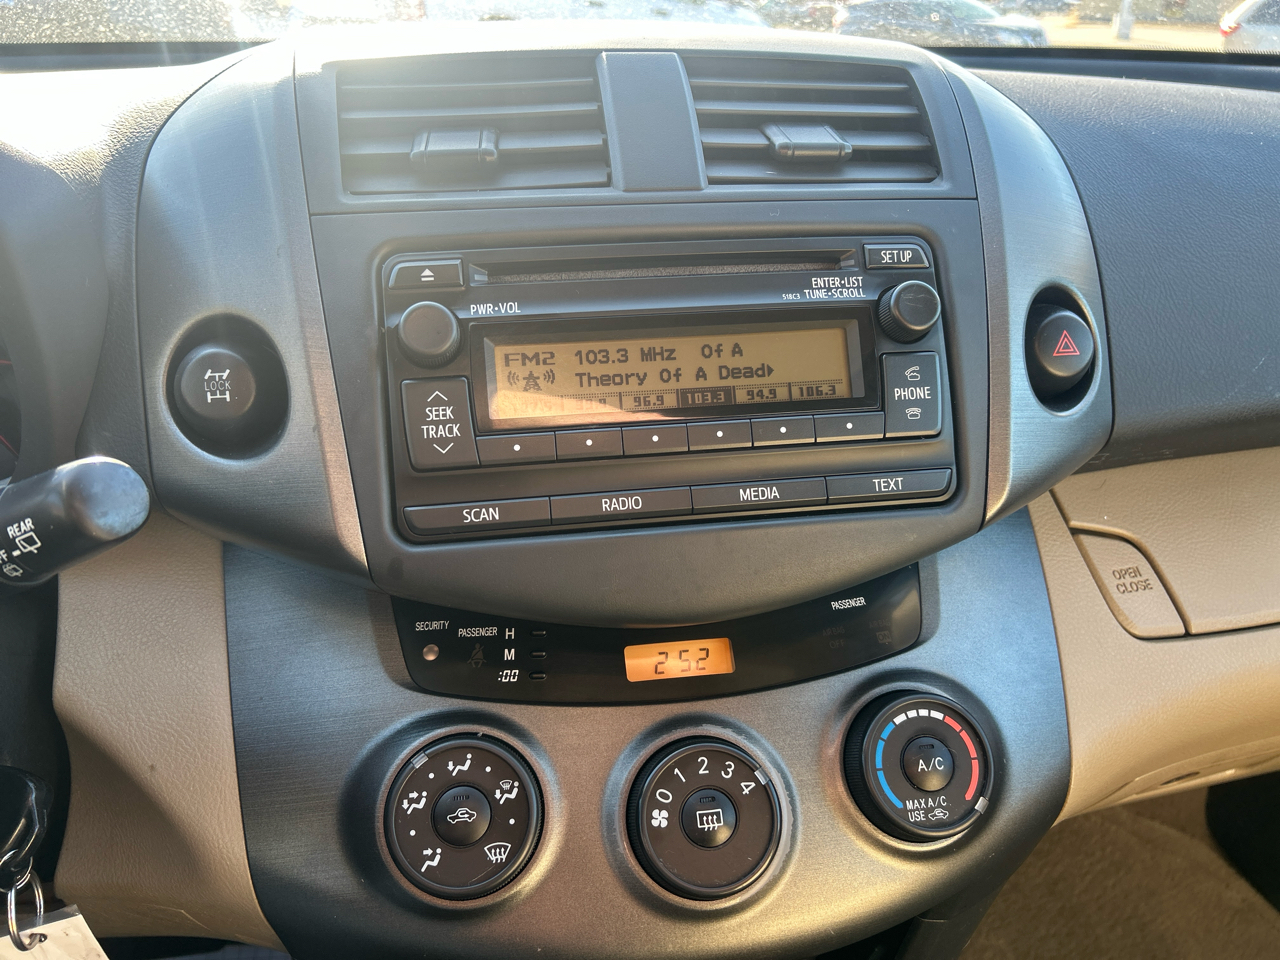 SET UP
ENTER•LIST
518C3 TUNE•SCROLL
PWR•VOL
FM2 103.3 MHz Of A
Theory Of A Dead
96.9 103.3 94.9 106.3
LOCK
SEEK
TRACK
PHONE
SCAN RADIO MEDIA TEXT
REAR
OPEN
CLOSE
SECURITY PASSENGER H
M
:00
2 52
PASSENGER
0 1 2 3 4
A/C
MAX A/C
USE